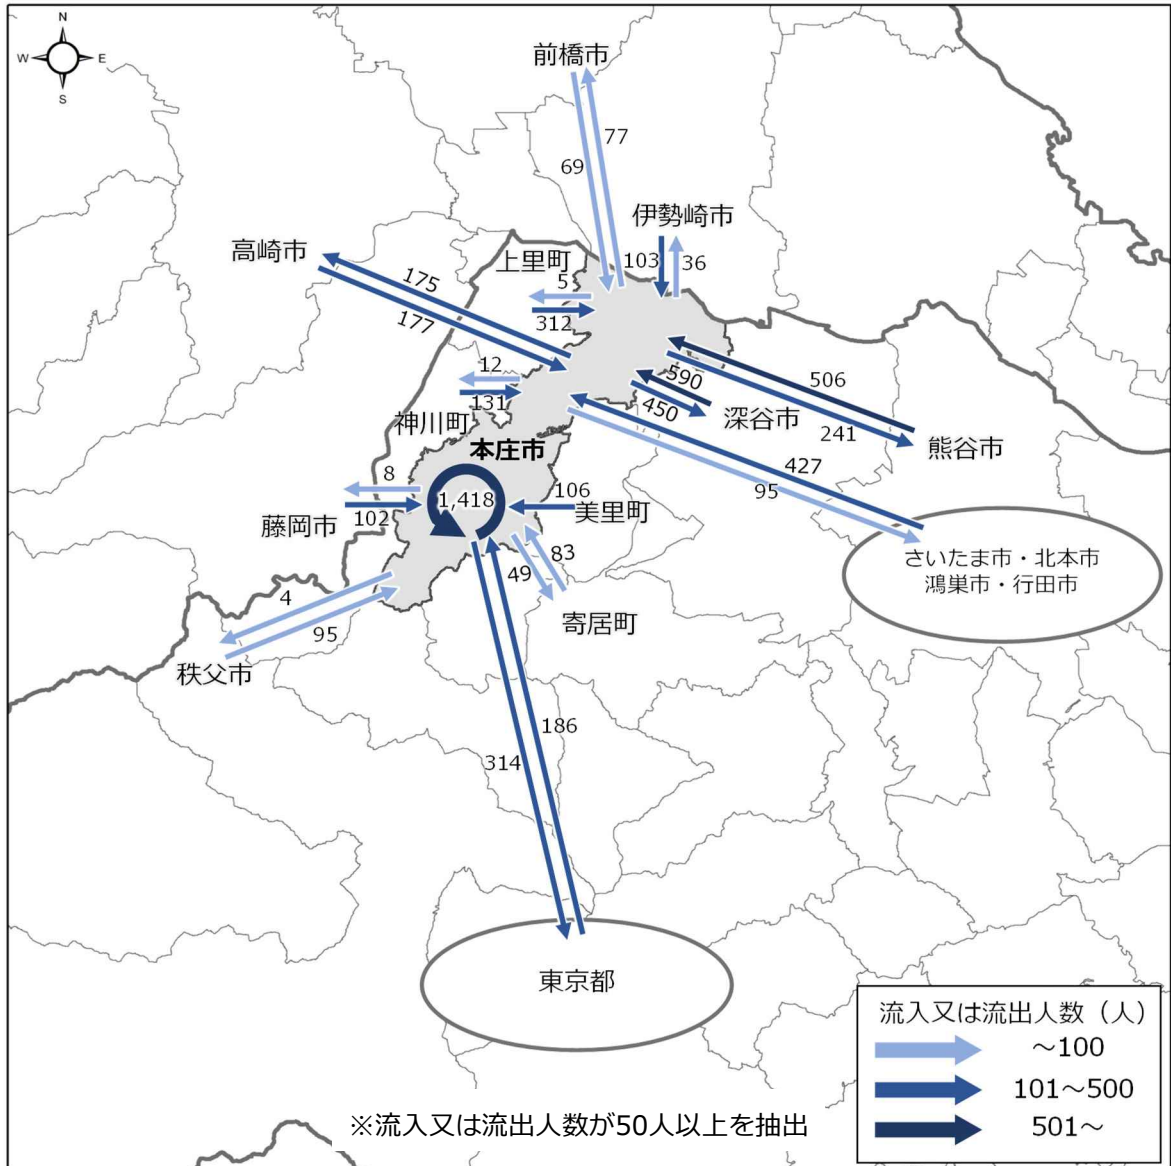 N
W
E
S
前橋市
77
69
伊勢崎市
103
36
高崎市
175
177
上里町
5
312
12
131
神川町
590
450
深谷市
506
241
熊谷市
427
95
さいたま市・北本市
鴻巣市・行田市
本庄市
1,418
8
102
藤岡市
106
美里町
83
49
寄居町
4
95
秩父市
186
314
東京都
流入又は流出人数（人）
～100
101～500
501～
※流入又は流出人数が50人以上を抽出